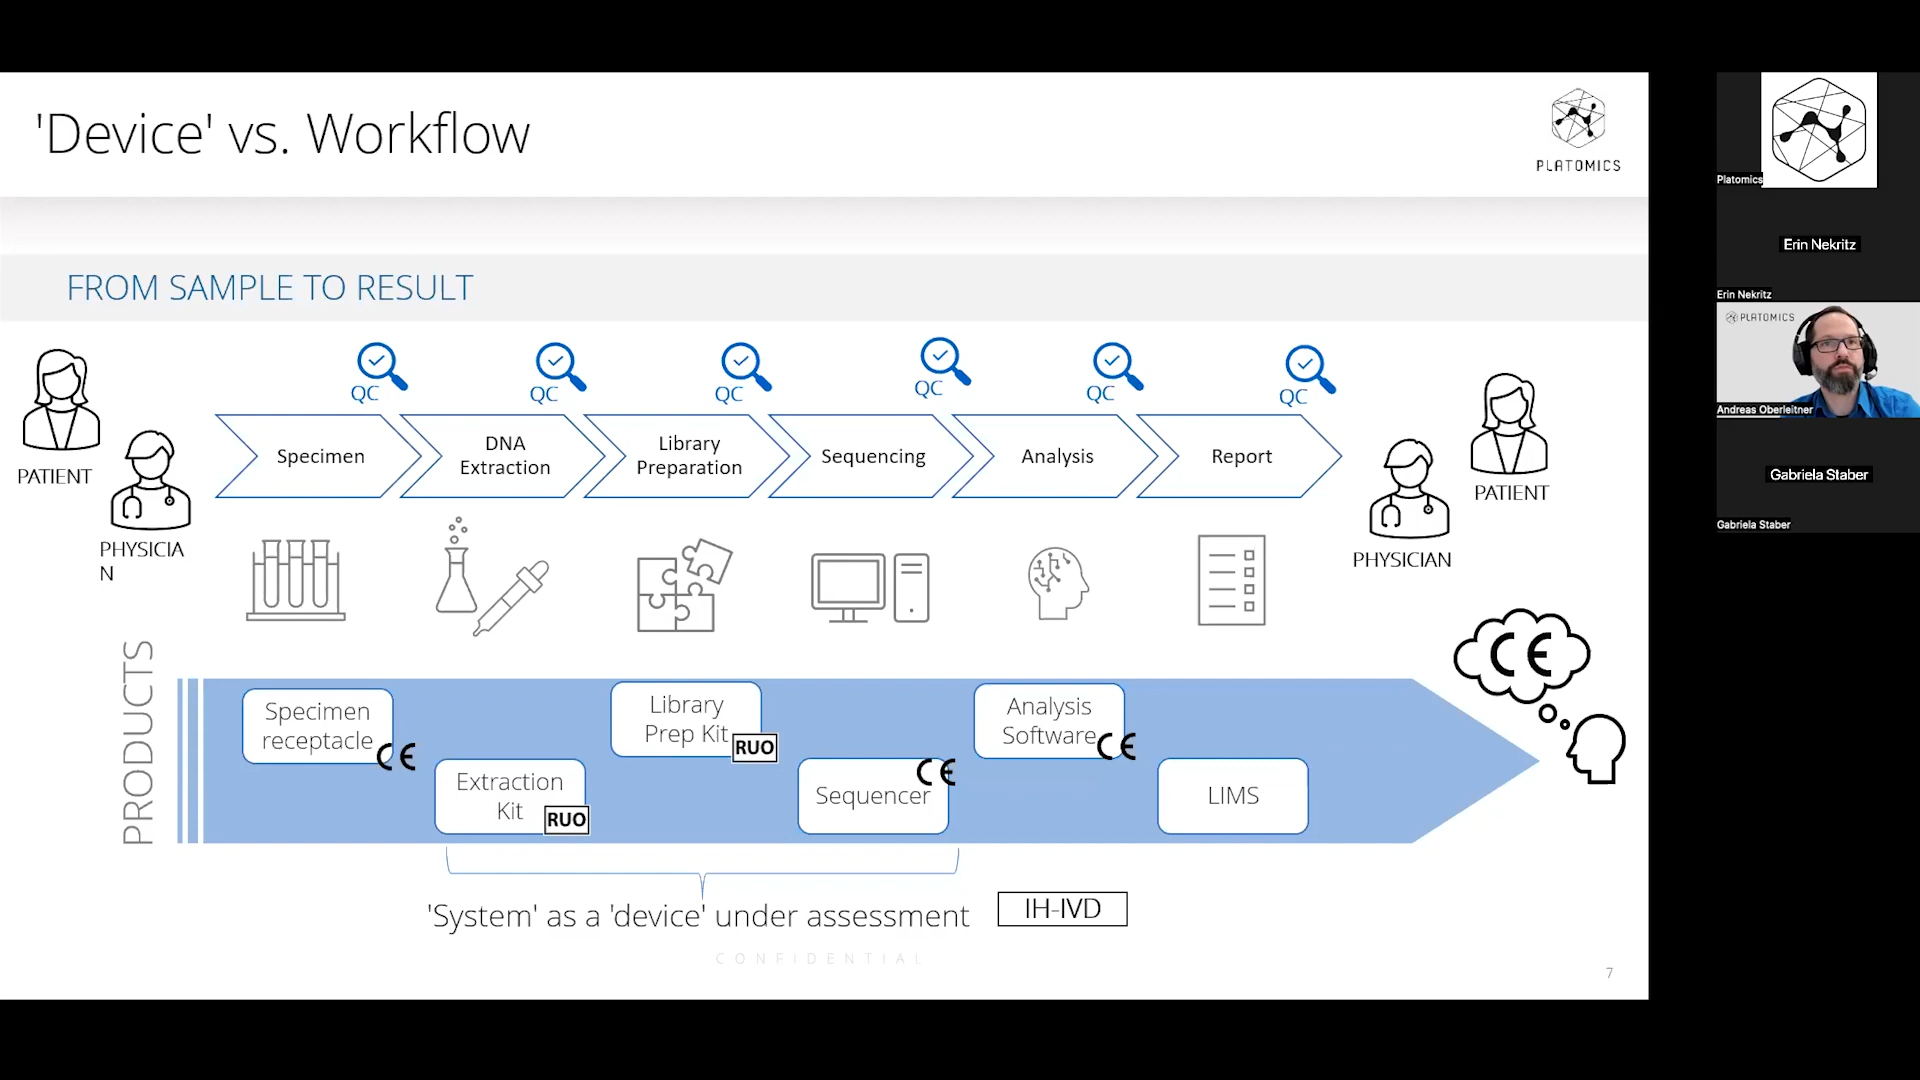 'Device' vs. Workflow
PLATOMICS
FROM SAMPLE TO RESULT
QC
QC
QC
QC
QC
QC
PATIENT
PHYSICIA
N
Specimen
DNA
Extraction
Library
Preparation
Sequencing
Analysis
Report
PATIENT
PHYSICIAN
PRODUCTS
Specimen
receptacle
CE
Extraction
Kit
RUO
Library
Prep Kit
RUO
Sequencer
CE
Analysis
Software
CE
LIMS
CE
'System' as a 'device' under assessment
IH-IVD
CONFIDENTIAL
7
Platomics
Erin Nekritz
Erin Nekritz
PLATOMICS
Andreas Oberleitner
Gabriela Staber
Gabriela Staber